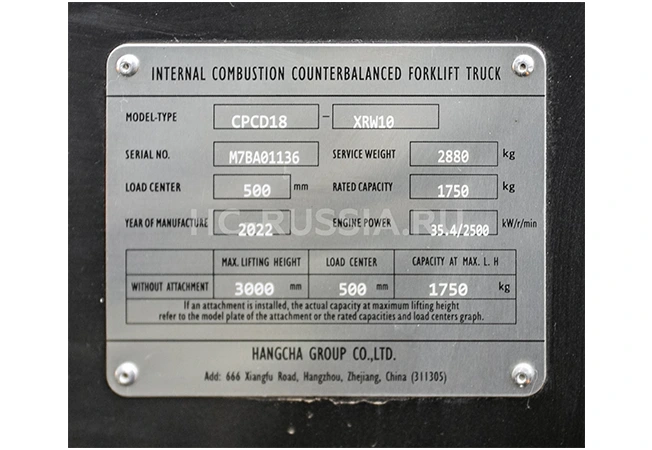 INTERNAL COMBUSTION COUNTERBALANCED FORKLIFT TRUCK
MODEL-TYPE CPCD18 - XRW10
SERIAL NO. M7BA01136 SERVICE WEIGHT 2880 kg
LOAD CENTER 500 mm RATED CAPACITY 1750 kg
YEAR OF MANUFACTURE 2022 ENGINE POWER 35.4/2500 kW/r/min
HC-RUSSIA.RU
MAX. LIFTING HEIGHT LOAD CENTER CAPACITY AT MAX. L. H
WITHOUT ATTACHMENT 3000 mm 500 mm 1750 kg
If an attachment is installed, the actual capacity at maximum lifting height
refer to the model plate of the attachment or the rated capacities and load centers graph.
HANGCHA GROUP CO.,LTD.
Add: 666 Xiangfu Road, Hangzhou, Zhejiang, China (311305)